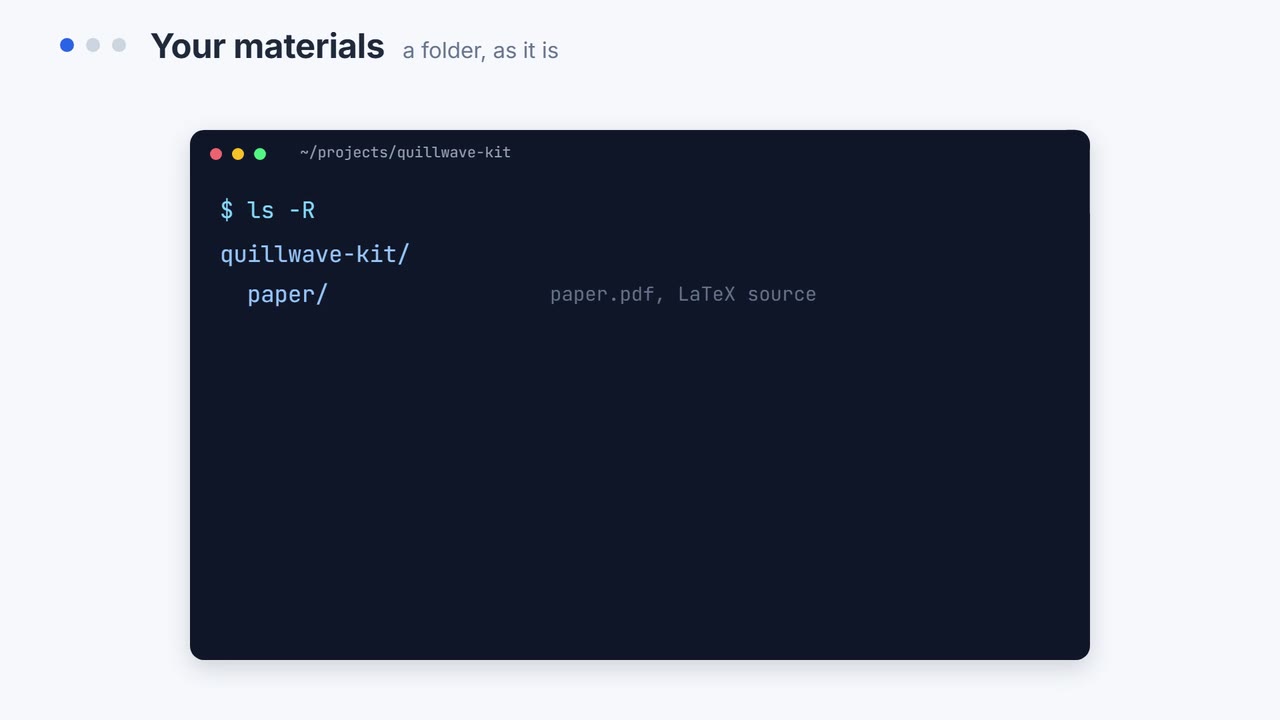 Your materials a folder, as it is
~/projects/quillwave-kit
$ ls -R
quillwave-kit/
paper/ paper.pdf, LaTeX source